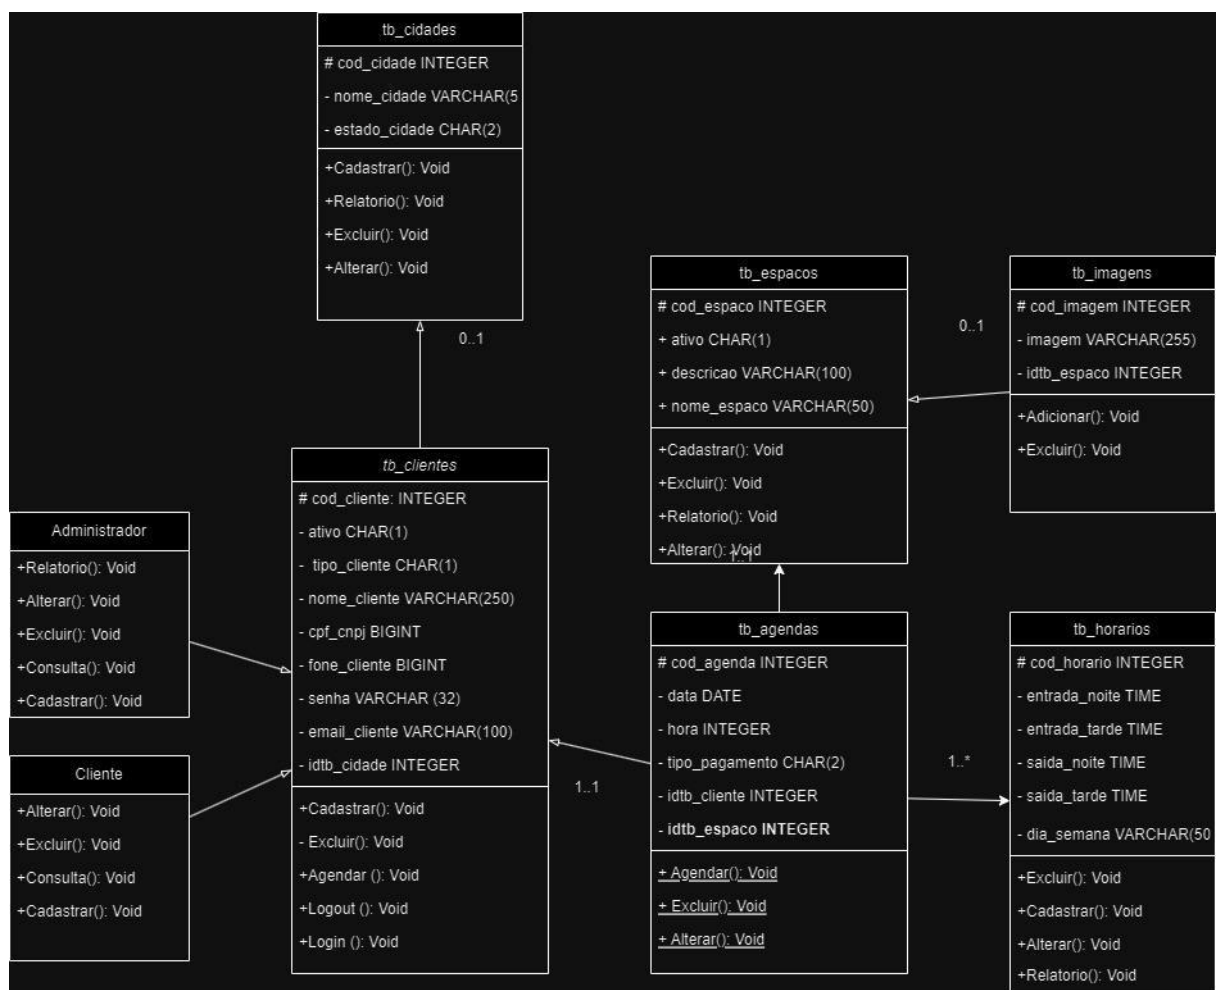 tb_cidades
# cod_cidade INTEGER
- nome_cidade VARCHAR(5
- estado_cidade CHAR(2)
+Cadastrar(): Void
+Relatorio(): Void
+Excluir(): Void
+Alterar(): Void
0..1
tb_espacos
# cod_espaco INTEGER
+ ativo CHAR(1)
+ descricao VARCHAR(100)
+ nome_espaco VARCHAR(50)
+Cadastrar(): Void
+Excluir(): Void
+Relatorio(): Void
+Alterar(): Void
1..1
0..1
tb_imagens
# cod_imagem INTEGER
- imagem VARCHAR(255)
- idtb_espaco INTEGER
+Adicionar(): Void
+Excluir(): Void
Administrador
+Relatorio(): Void
+Alterar(): Void
+Excluir(): Void
+Consulta(): Void
+Cadastrar(): Void
Cliente
+Alterar(): Void
+Excluir(): Void
+Consulta(): Void
+Cadastrar(): Void
tb_clientes
# cod_cliente: INTEGER
- ativo CHAR(1)
-  tipo_cliente CHAR(1)
- nome_cliente VARCHAR(250)
- cpf_cnpj BIGINT
- fone_cliente BIGINT
- senha VARCHAR (32)
- email_cliente VARCHAR(100)
- idtb_cidade INTEGER
+Cadastrar(): Void
- Excluir(): Void
+Agendar (): Void
+Logout (): Void
+Login (): Void
1..1
tb_agendas
# cod_agenda INTEGER
- data DATE
- hora INTEGER
- tipo_pagamento CHAR(2)
- idtb_cliente INTEGER
- idtb_espaco INTEGER
+ Agendar(): Void
+ Excluir(): Void
+ Alterar(): Void
1..*
tb_horarios
# cod_horario INTEGER
- entrada_noite TIME
- entrada_tarde TIME
- saida_noite TIME
- saida_tarde TIME
- dia_semana VARCHAR(50
+Excluir(): Void
+Cadastrar(): Void
+Alterar(): Void
+Relatorio(): Void